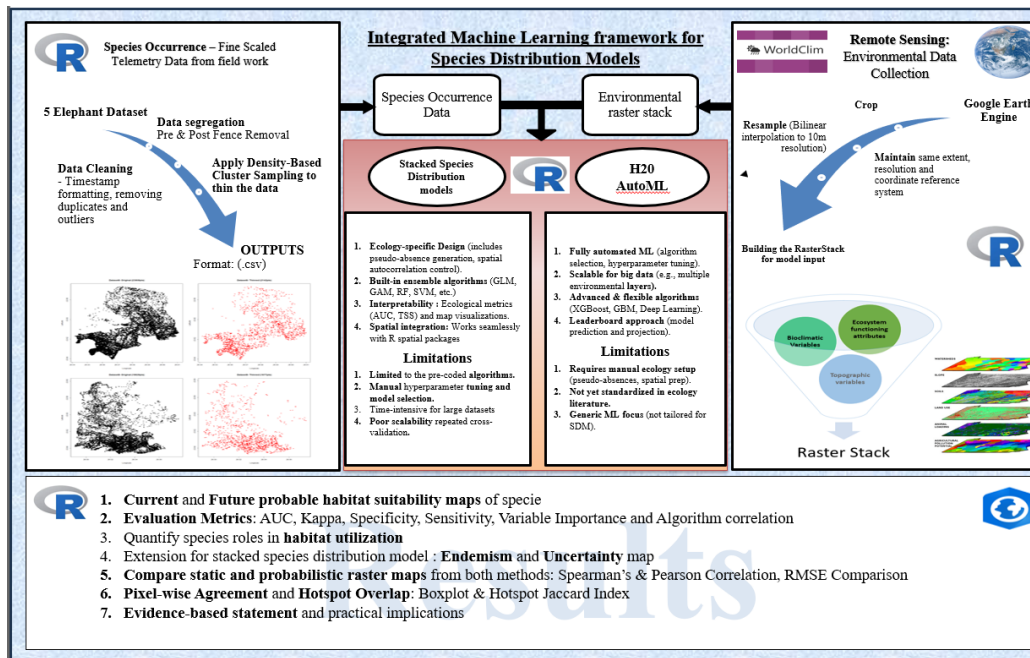 Integrated Machine Learning framework for
Species Distribution Models
Species Occurrence – Fine Scaled
Telemetry Data from field work
5 Elephant Dataset
Data segregation
Pre & Post Fence Removal
Data Cleaning
- Timestamp
formatting, removing
duplicates and
outliers
Apply Density-Based
Cluster Sampling to
thin the data
OUTPUTS
Format: (.csv)
Species Occurrence
Data
Environmental
raster stack
Stacked Species
Distribution
models
R
H20
AutoML
1. Ecology-specific Design (includes
pseudo-absence generation, spatial
autocorrelation control).
2. Built-in ensemble algorithms (GLM,
GAM, RF, SVM, etc.)
3. Interpretability : Ecological metrics
(AUC, TSS) and map visualizations.
4. Spatial integration: Works seamlessly
with R spatial packages
Limitations
1. Limited to the pre-coded algorithms.
2. Manual hyperparameter tuning and
model selection.
3. Time-intensive for large datasets
4. Poor scalability repeated cross-
validation.
1. Fully automated ML (algorithm
selection, hyperparameter tuning).
2. Scalable for big data (e.g., multiple
environmental layers).
3. Advanced & flexible algorithms
(XGBoost, GBM, Deep Learning).
4. Leaderboard approach (model
prediction and projection).
Limitations
1. Requires manual ecology setup
(pseudo-absences, spatial prep).
2. Not yet standardized in ecology
literature.
3. Generic ML focus (not tailored for
SDM).
R
WorldClim
Remote Sensing:
Environmental Data
Collection
Google Earth
Engine
Crop
Resample (Bilinear
interpolation to 10m
resolution)
Maintain same extent,
resolution and
coordinate reference
system
Building the RasterStack
for model input
R
Bioclimatic
Variables
Ecosystem
functioning
attributes
Topographic
variables
Raster Stack
R
Results
1. Current and Future probable habitat suitability maps of specie
2. Evaluation Metrics: AUC, Kappa, Specificity, Sensitivity, Variable Importance and Algorithm correlation
3. Quantify species roles in habitat utilization
4. Extension for stacked species distribution model : Endemism and Uncertainty map
5. Compare static and probabilistic raster maps from both methods: Spearman's & Pearson Correlation, RMSE Comparison
6. Pixel-wise Agreement and Hotspot Overlap: Boxplot & Hotspot Jaccard Index
7. Evidence-based statement and practical implications